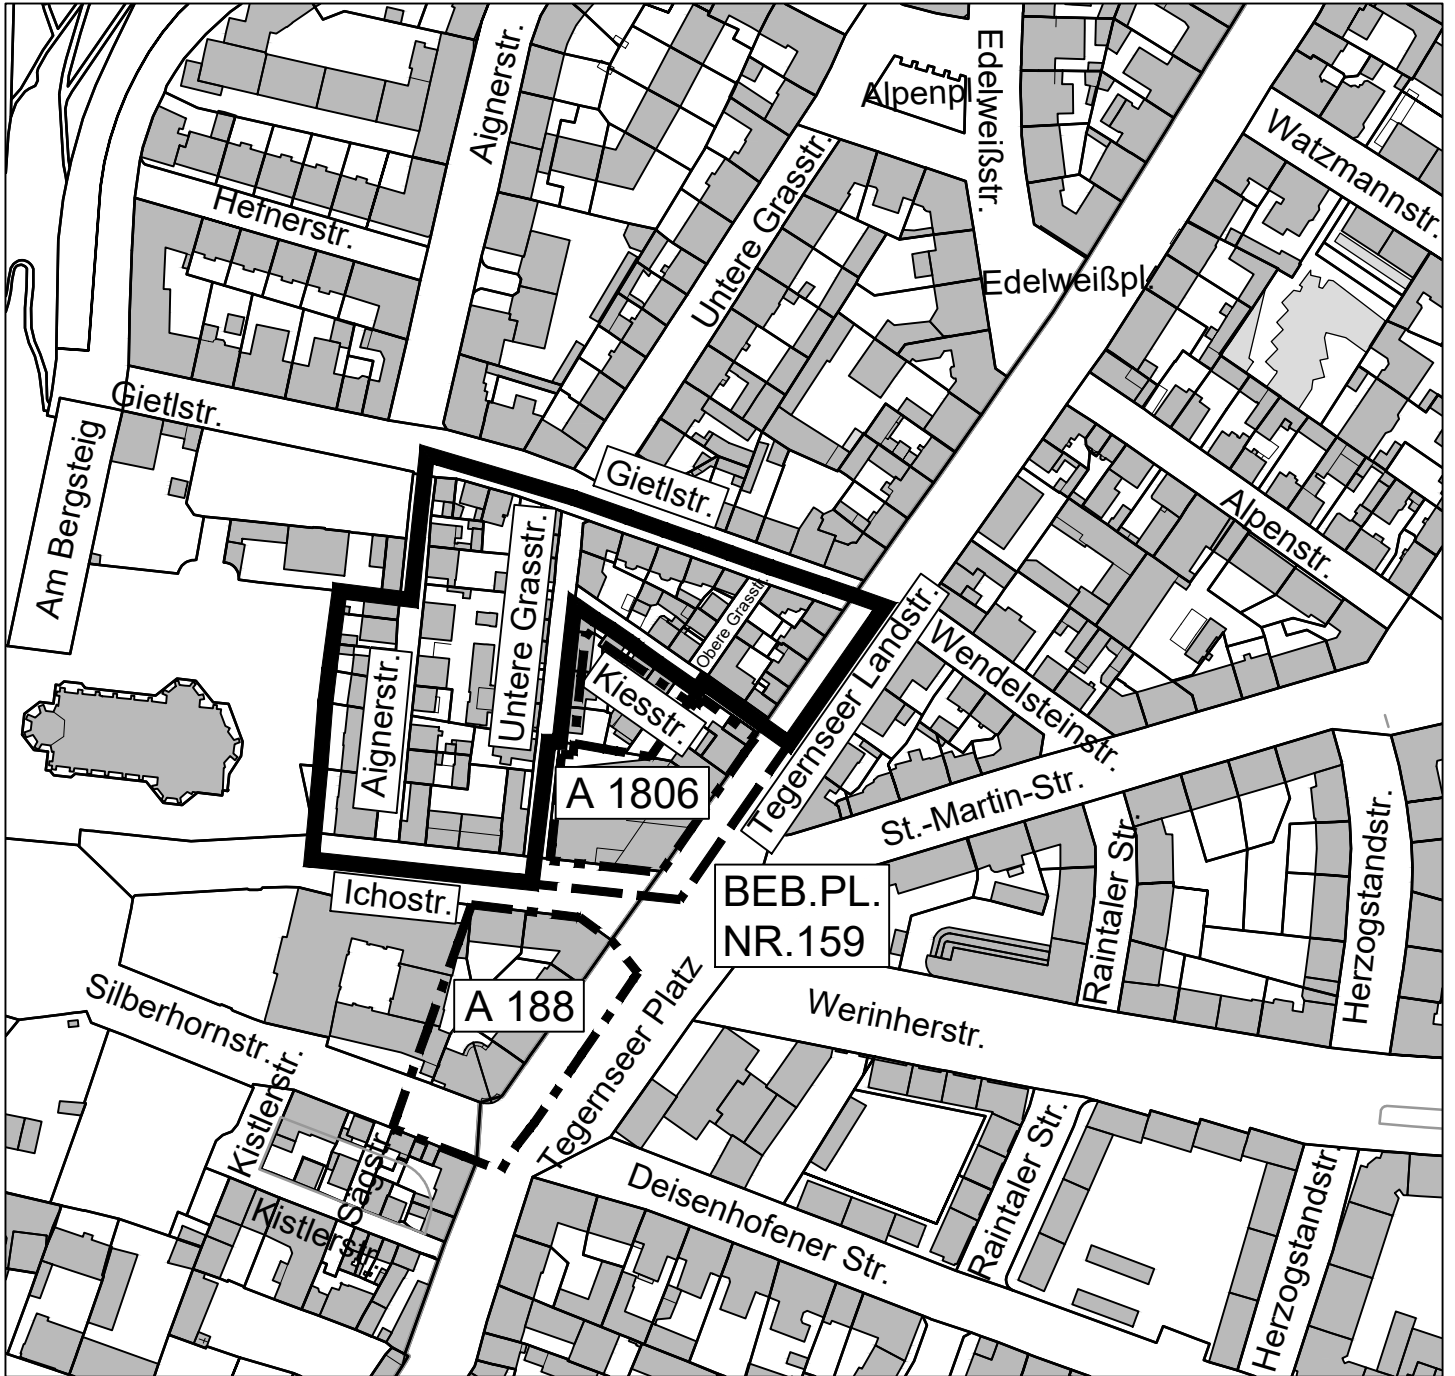 Aignerstr.
Edelweißstr.
Alpenpl.
Watzmannstr.
Hefnerstr.
Untere Grasstr.
Edelweißpl.
Gietlstr.
Am Bergsteig
Gietlstr.
Alpenstr.
Untere Grasstr.
Obere Grasstr.
Aignerstr.
Kiesstr.
Tegernseer Landstr.
Wendelsteinstr.
A 1806
St.-Martin-Str.
Raintaler Str.
Herzogstandstr.
Ichostr.
BEB.PL.
NR.159
A 188
Silberhornstr.
Tegernseer Platz
Werinherstr.
Kistlerstr.
Sägstr.
Kistlerstr.
Deisenhofener Str.
Raintaler Str.
Herzogstandstr.